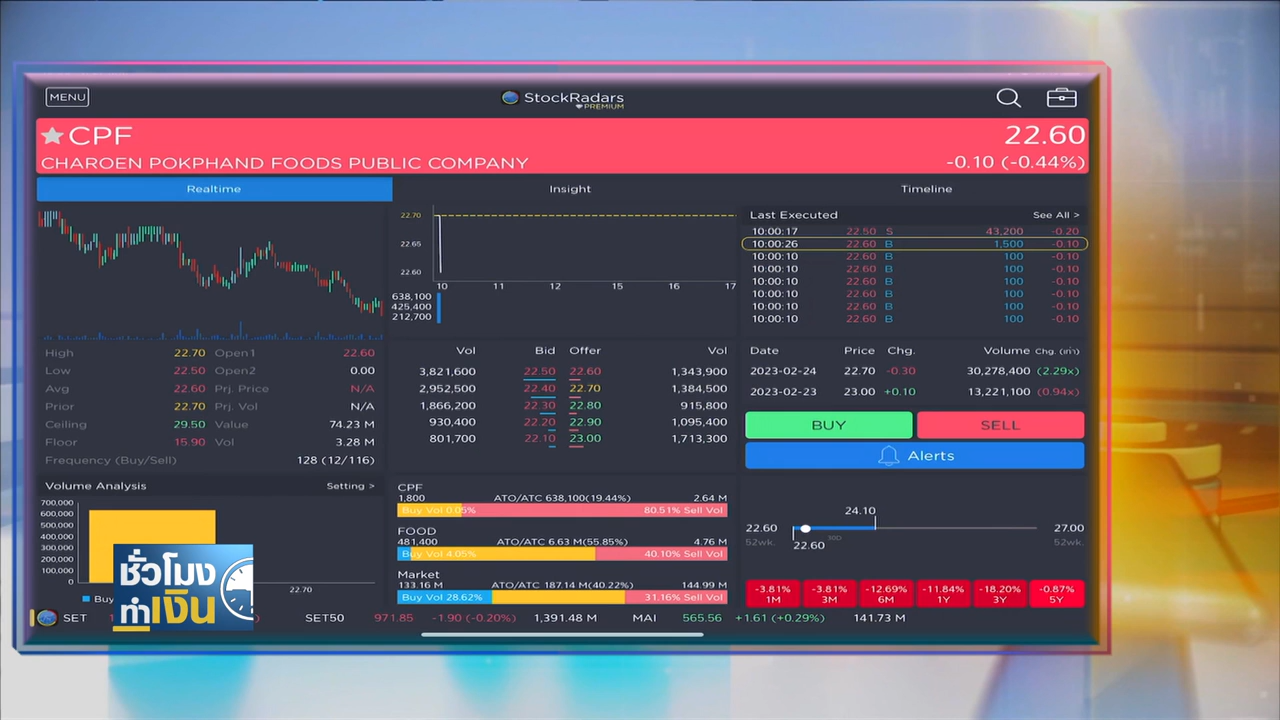 MENU
StockRadars
PREMIUM
CPF
22.60
CHAROEN POKPHAND FOODS PUBLIC COMPANY
-0.10 (-0.44%)
Realtime
Insight
Timeline
22.70
22.65
22.60
10 11 12 15 16 17
638,100
425,400
212,700
Last Executed See All >
10:00:17 22.50 S 43,200 -0.20
10:00:26 22.60 B 1,500 -0.10
10:00:10 22.60 B 100 -0.10
10:00:10 22.60 B 100 -0.10
10:00:10 22.60 B 100 -0.10
10:00:10 22.60 B 100 -0.10
10:00:10 22.60 B 100 -0.10
10:00:10 22.60 B 100 -0.10
High 22.70 Open1 22.60
Low 22.50 Open2 0.00
Avg 22.60 Prj. Price N/A
Prior 22.70 Prj. Vol N/A
Ceiling 29.50 Value 74.23 M
Floor 15.90 Vol 3.28 M
Frequency (Buy/Sell) 128 (12/116)
Vol Bid Offer Vol
3,821,600 22.50 22.60 1,343,900
2,952,500 22.40 22.70 1,384,500
1,866,200 22.30 22.80 915,800
930,400 22.20 22.90 1,095,400
801,700 22.10 23.00 1,713,300
Date Price Chg. Volume Chg. (เท่า)
2023-02-24 22.70 -0.30 30,278,400 (2.29x)
2023-02-23 23.00 +0.10 13,221,100 (0.94x)
BUY
SELL
Alerts
Volume Analysis Setting >
700,000
600,000
500,000
400,000
300,000
200,000
100,000
0
22.70
Buy
CPF
1,800 ATO/ATC 638,100(19.44%) 2.64 M
Buy Vol 0.05% 80.51% Sell Vol
FOOD
481,400 ATO/ATC 6.63 M(55.85%) 4.76 M
Buy Vol 4.05% 40.10% Sell Vol
Market
133.16 M ATO/ATC 187.14 M(40.22%) 144.99 M
Buy Vol 28.62% 31.16% Sell Vol
24.10
22.60 27.00
52wk. 30D 52wk.
22.60
-3.81% -3.81% -12.69% -11.84% -18.20% -0.87%
1M 3M 6M 1Y 3Y 5Y
ชั่วโมง
ทำเงิน
SET SET50 971.85 -1.90 (-0.20%) 1,391.48 M MAI 565.56 +1.61 (+0.29%) 141.73 M